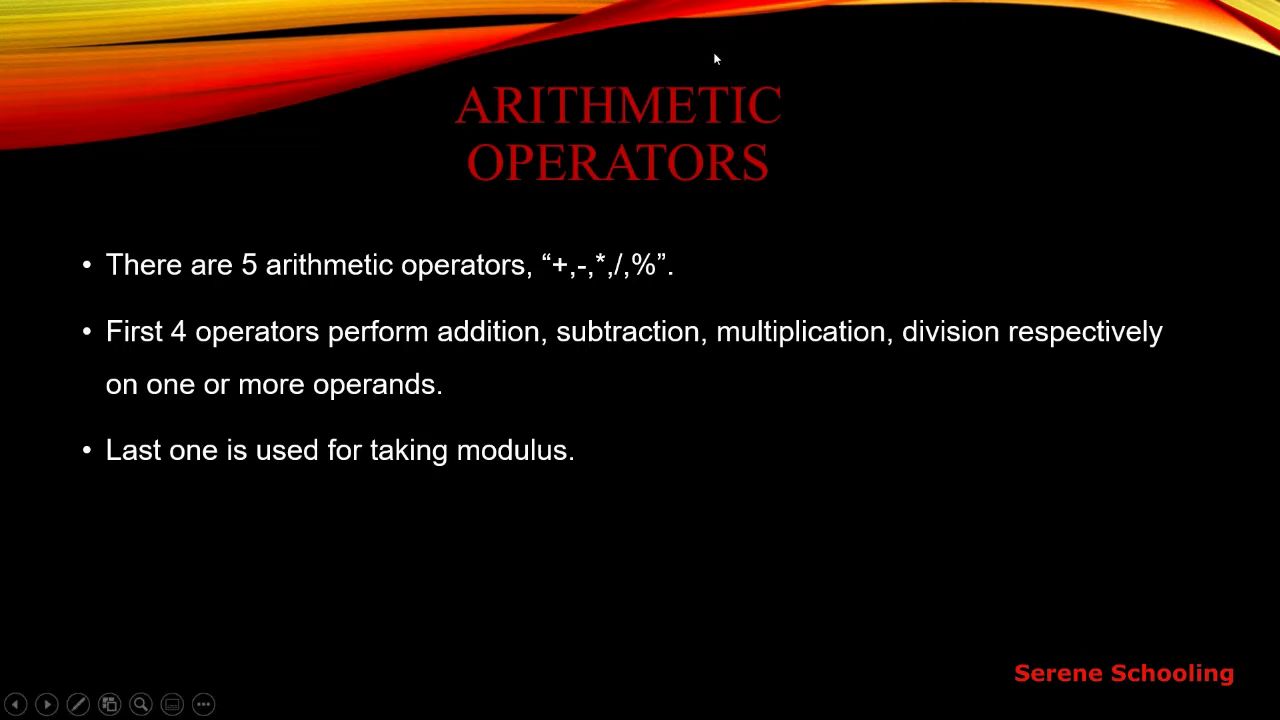 ARITHMETIC
OPERATORS
• There are 5 arithmetic operators, “+,-,*,/,%”.
• First 4 operators perform addition, subtraction, multiplication, division respectively
on one or more operands.
• Last one is used for taking modulus.
Serene Schooling